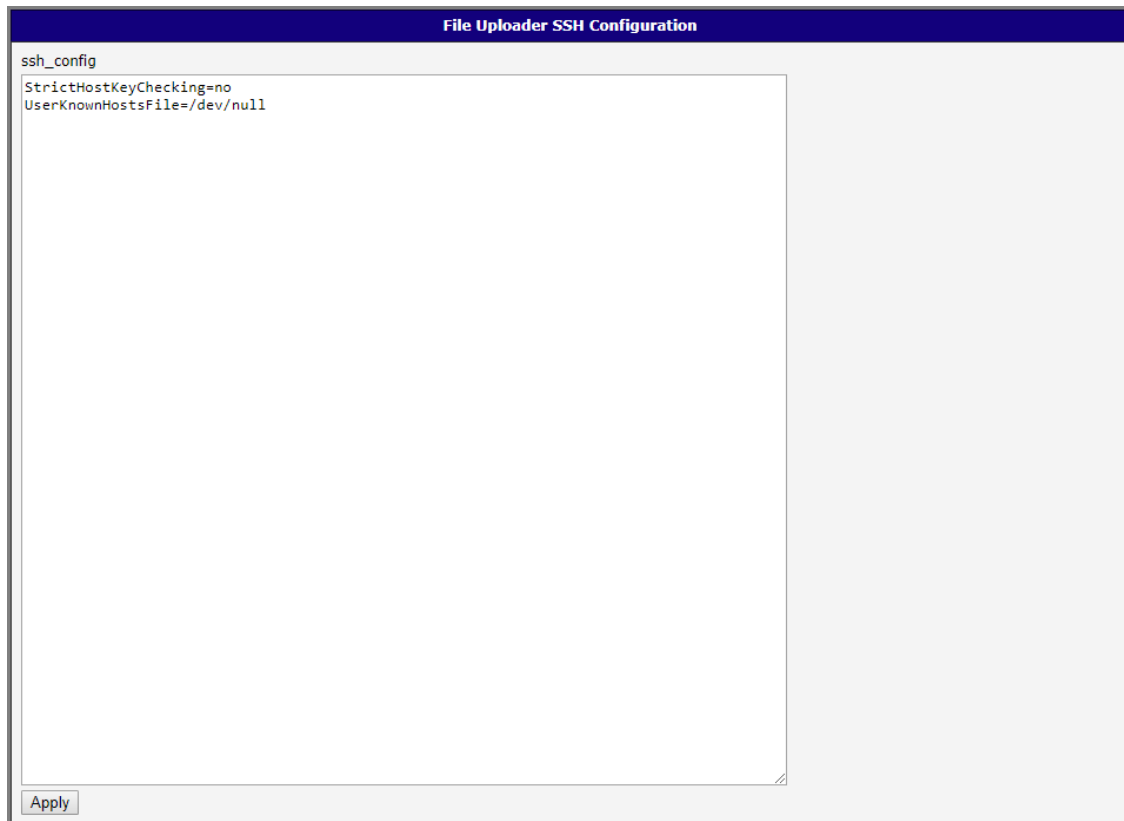 File Uploader SSH Configuration
ssh_config
StrictHostKeyChecking=no
UserKnownHostsFile=/dev/null
Apply